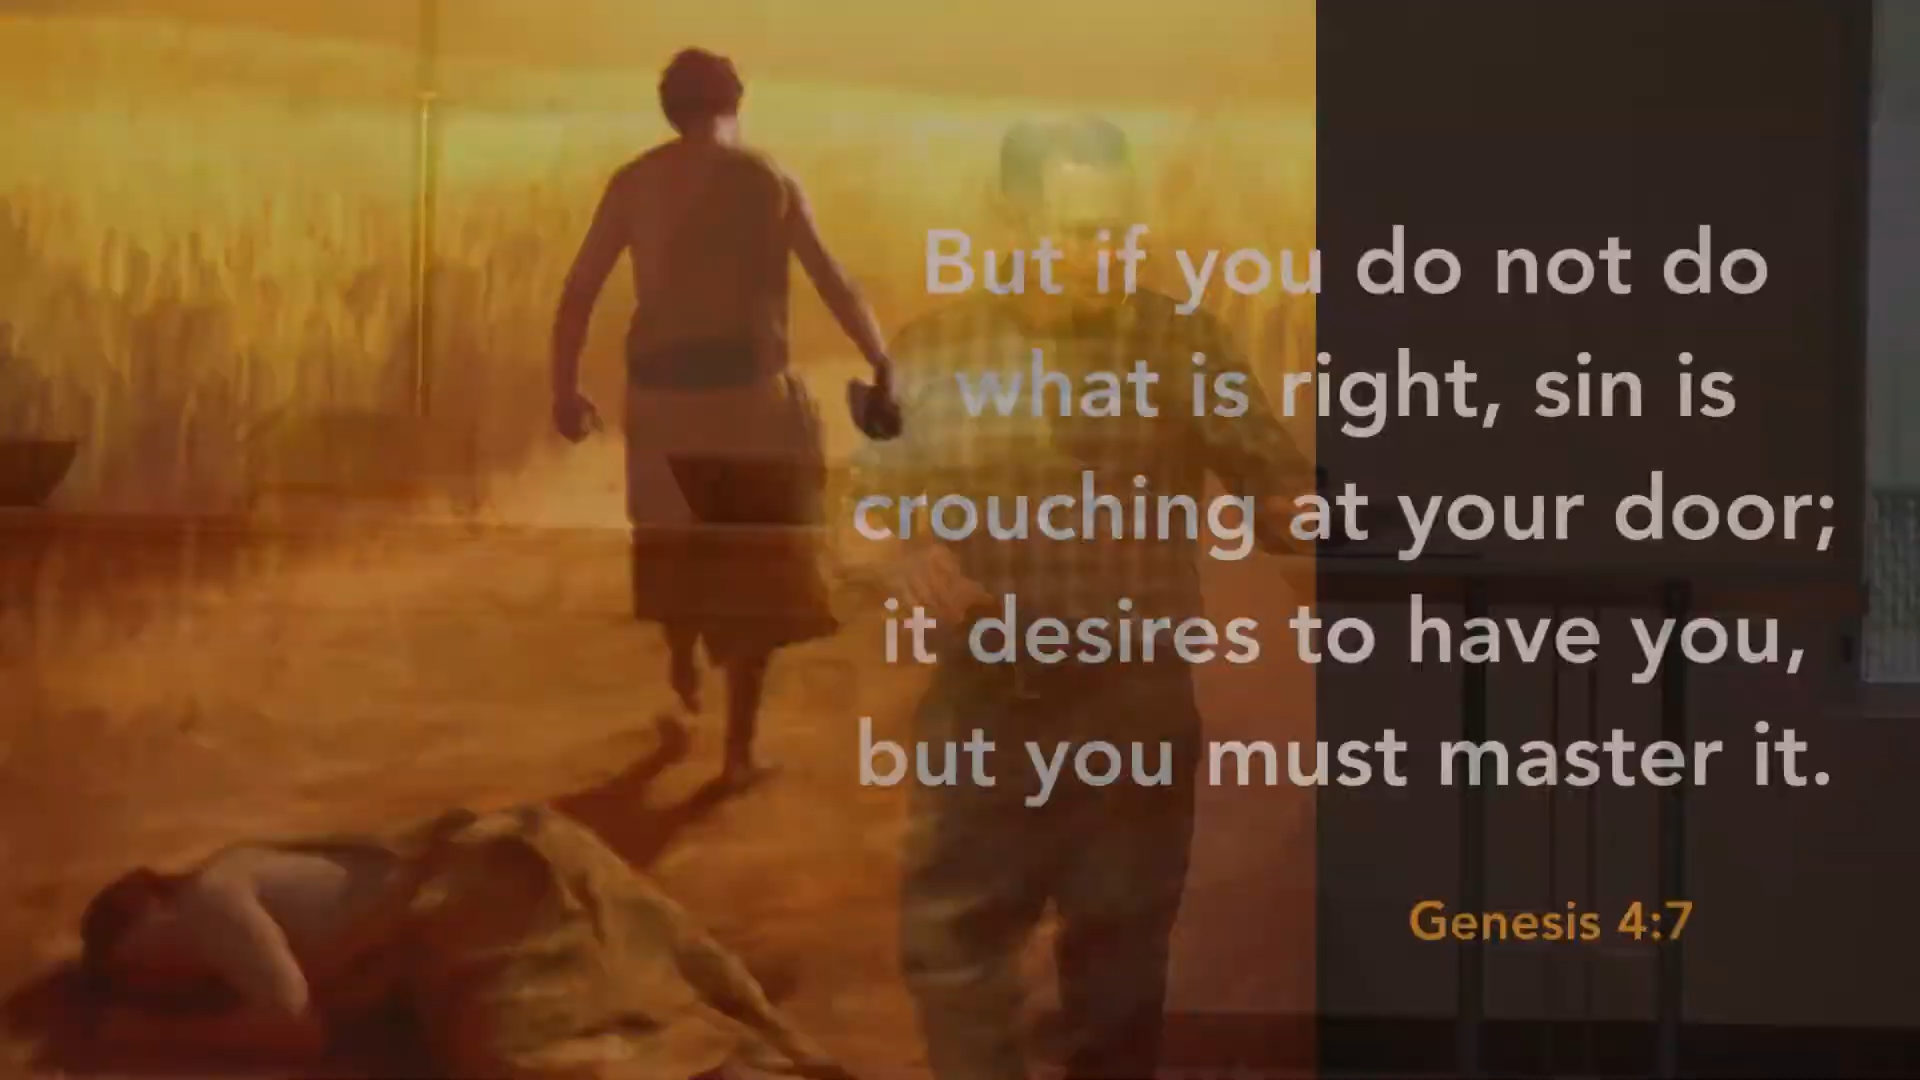 But if you do not do
what is right, sin is
crouching at your door;
it desires to have you,
but you must master it.
Genesis 4:7